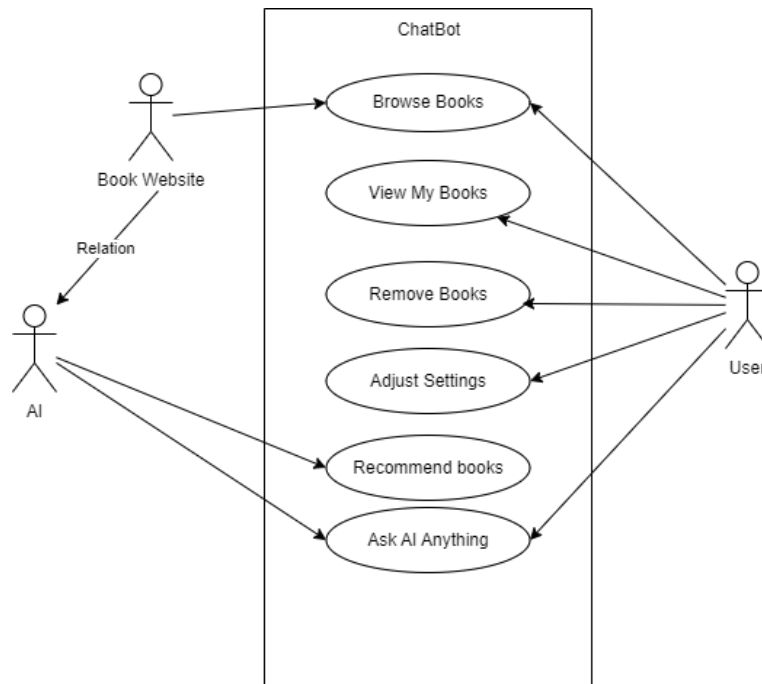 ChatBot
Browse Books
Book Website
View My Books
Relation
Remove Books
User
Adjust Settings
AI
Recommend books
Ask AI Anything